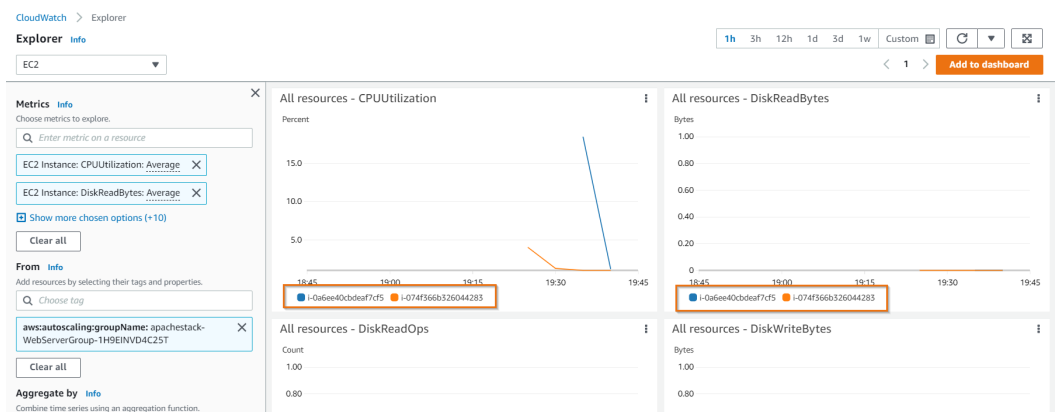 CloudWatch > Explorer
Explorer Info
1h 3h 12h 1d 3d 1w Custom
EC2
< 1 > Add to dashboard
Metrics Info
Choose metrics to explore.
Enter metric on a resource
EC2 Instance: CPUUtilization: Average
EC2 Instance: DiskReadBytes: Average
Show more chosen options (+10)
Clear all
From Info
Add resources by selecting their tags and properties.
Choose tag
aws:autoscaling:groupName: apachestack-
WebServerGroup-1H9EINVD4C25T
Clear all
Aggregate by Info
Combine time series using an aggregation function.
All resources - CPUUtilization
Percent
15.0
10.0
5.0
18:45 19:00 19:15 19:30 19:45
i-0a6ee40cbdeaf7cf5 i-074f366b326044283
All resources - DiskReadBytes
Bytes
1.00
0.80
0.60
0.40
0.20
0
18:45 19:00 19:15 19:30 19:45
i-0a6ee40cbdeaf7cf5 i-074f366b326044283
All resources - DiskReadOps
Count
1.00
0.80
All resources - DiskWriteBytes
Bytes
1.00
0.80